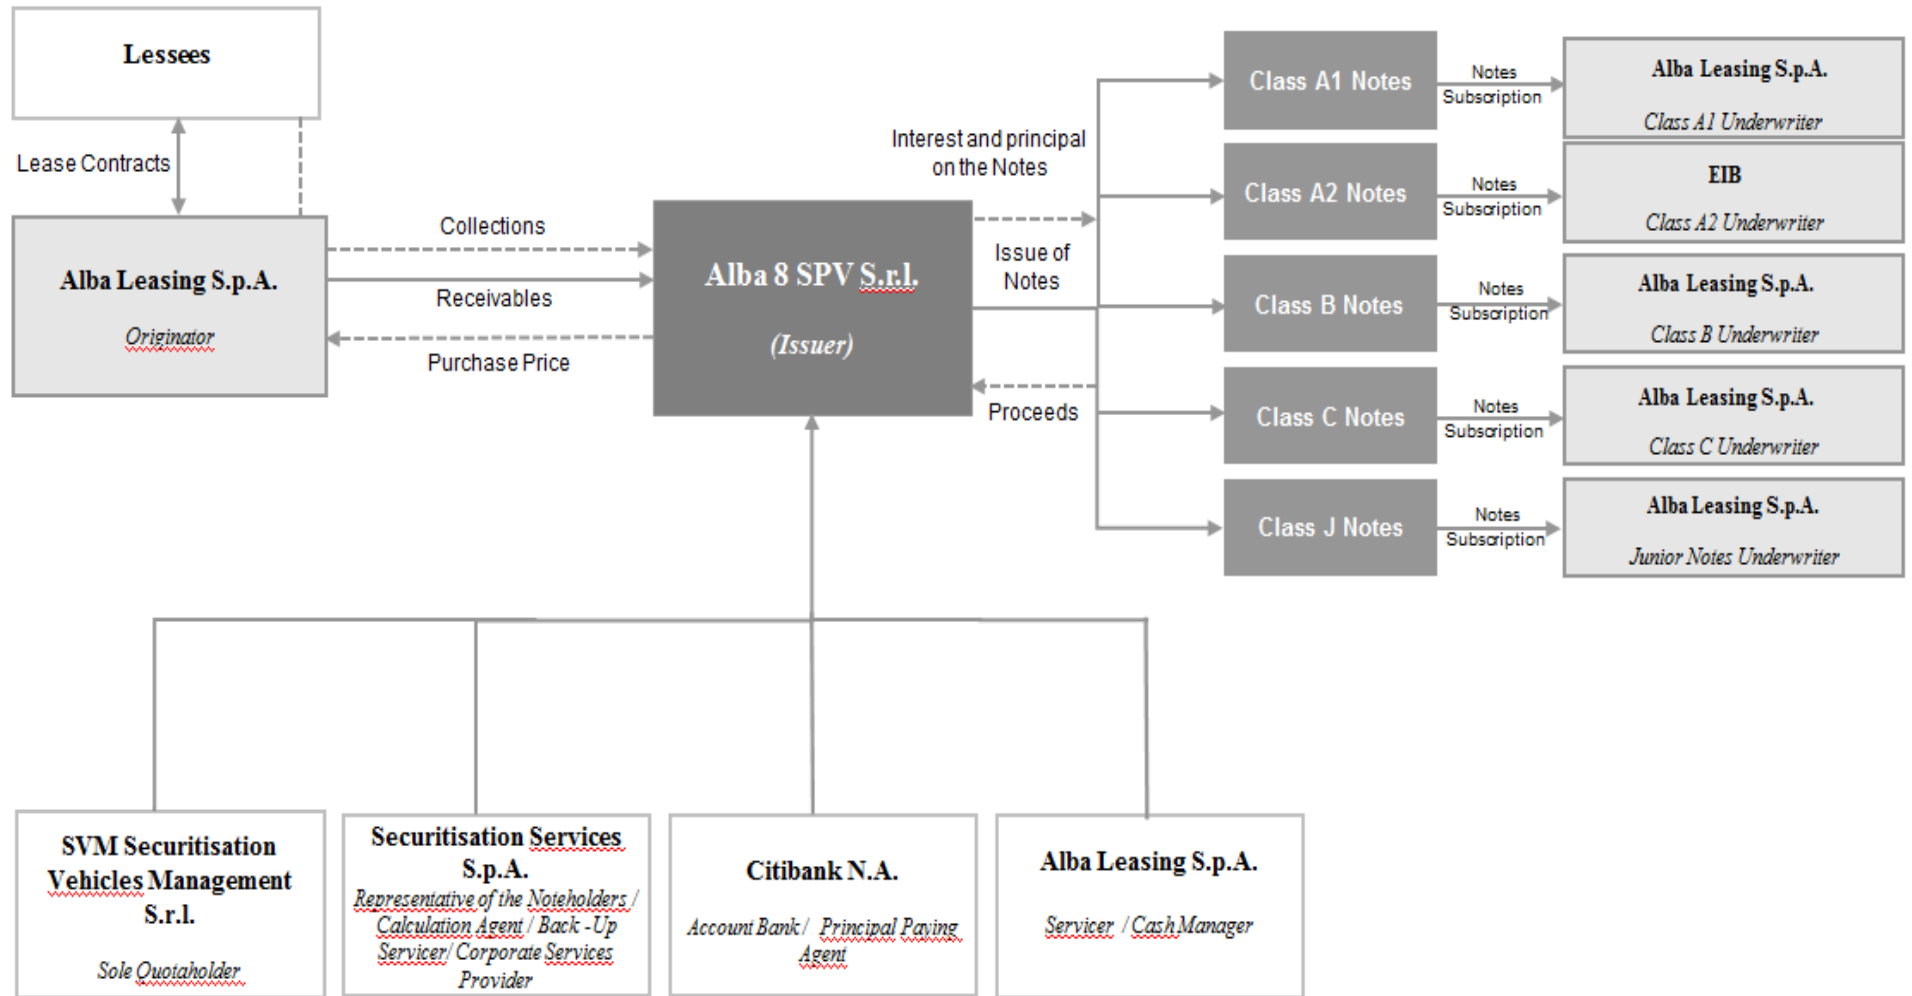 Lessees
Lease Contracts
Alba Leasing S.p.A.
Originator
Collections
Receivables
Purchase Price
Alba 8 SPV S.r.l.
(Issuer)
Interest and principal
on the Notes
Issue of
Notes
Proceeds
Class A1 Notes
Notes
Subscription
Alba Leasing S.p.A.
Class A1 Underwriter
Class A2 Notes
Notes
Subscription
EIB
Class A2 Underwriter
Class B Notes
Notes
Subscription
Alba Leasing S.p.A.
Class B Underwriter
Class C Notes
Notes
Subscription
Alba Leasing S.p.A.
Class C Underwriter
Class J Notes
Notes
Subscription
Alba Leasing S.p.A.
Junior Notes Underwriter
SVM Securitisation
Vehicles Management
S.r.l.
Sole Quotaholder
Securitisation Services
S.p.A.
Representative of the Noteholders /
Calculation Agent / Back -Up
Servicer/ Corporate Services
Provider
Citibank N.A.
Account Bank / Principal Paying
Agent
Alba Leasing S.p.A.
Servicer / Cash Manager